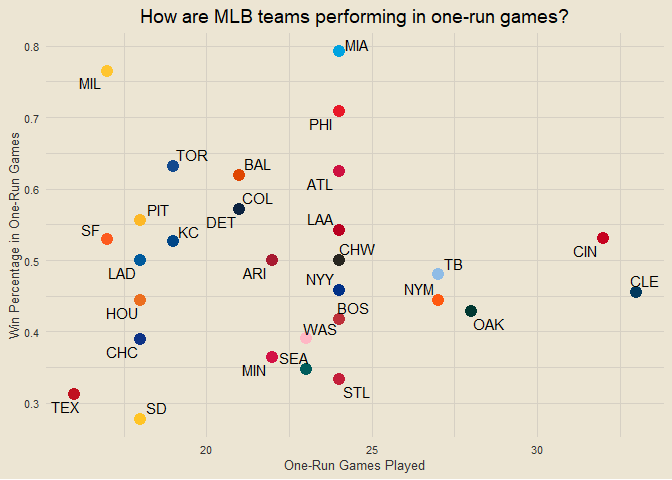 How are MLB teams performing in one-run games?
0.8
MIA
MIL
0.7
PHI
TOR
BAL
0.6
ATL
COL
PIT
DET
LAA
SF
KC
CHW
CIN
0.5
LAD
ARI
TB
NYY
CLE
NYM
HOU
BOS
OAK
0.4
WAS
CHC
SEA
MIN
STL
0.3
TEX
SD
20
25
30
One-Run Games Played
Win Percentage in One-Run Games